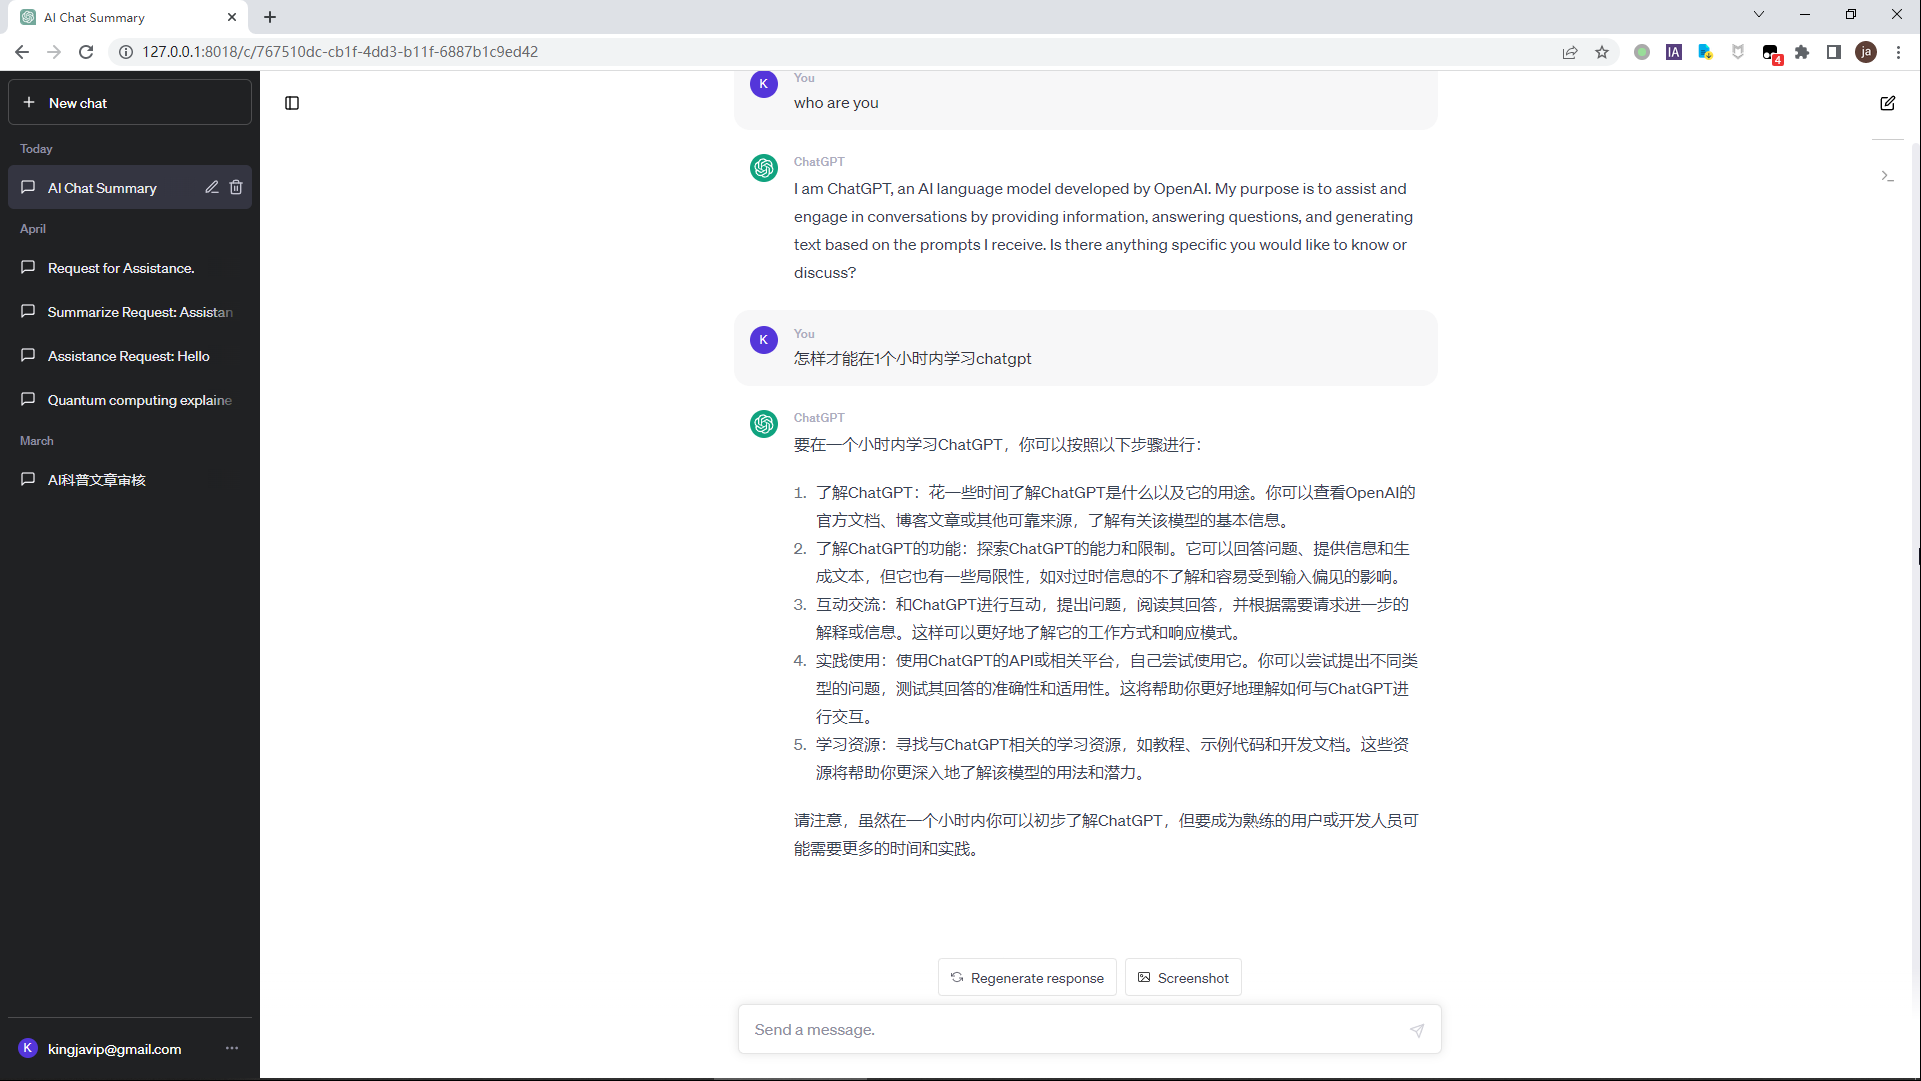 AI Chat Summary
127.0.0.1:8018/c/767510dc-cb1f-4dd3-b11f-6887b1c9ed42
IA
4
ja
New chat
Today
AI Chat Summary
April
Request for Assistance.
Summarize Request: Assistan
Assistance Request: Hello
Quantum computing explaine
March
AI科普文章审核
K
kingjavip@gmail.com
K
You
who are you
ChatGPT
I am ChatGPT, an AI language model developed by OpenAI. My purpose is to assist and
engage in conversations by providing information, answering questions, and generating
text based on the prompts I receive. Is there anything specific you would like to know or
discuss?
K
You
怎样才能在1个小时内学习chatgpt
ChatGPT
要在一个小时内学习ChatGPT，你可以按照以下步骤进行：
1. 了解ChatGPT：花一些时间了解ChatGPT是什么以及它的用途。你可以查看OpenAI的
官方文档、博客文章或其他可靠来源，了解有关该模型的基本信息。
2. 了解ChatGPT的功能：探索ChatGPT的能力和限制。它可以回答问题、提供信息和生
成文本，但它也有一些局限性，如对过时信息的不了解和容易受到输入偏见的影响。
3. 互动交流：和ChatGPT进行互动，提出问题，阅读其回答，并根据需要请求进一步的
解释或信息。这样可以更好地了解它的工作方式和响应模式。
4. 实践使用：使用ChatGPT的API或相关平台，自己尝试使用它。你可以尝试提出不同类
型的问题，测试其回答的准确性和适用性。这将帮助你更好地理解如何与ChatGPT进
行交互。
5. 学习资源：寻找与ChatGPT相关的学习资源，如教程、示例代码和开发文档。这些资
源将帮助你更深入地了解该模型的用法和潜力。
请注意，虽然在一个小时内你可以初步了解ChatGPT，但要成为熟练的用户或开发人员可
能需要更多的时间和实践。
Regenerate response
Screenshot
Send a message.